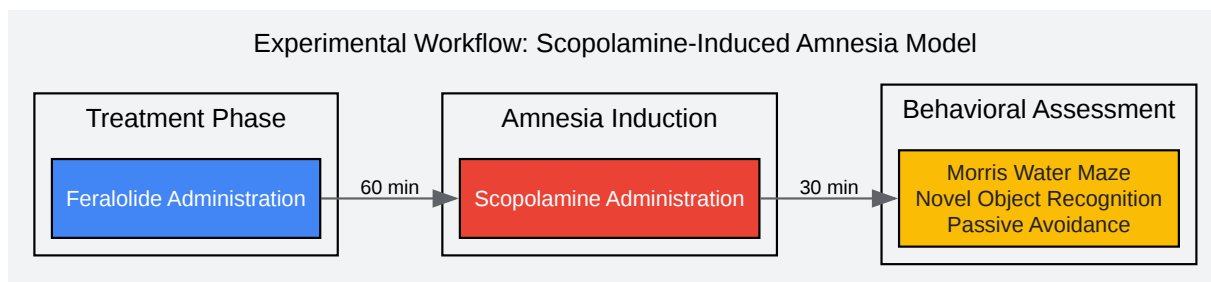 Experimental Workflow: Scopolamine-Induced Amnesia Model
Treatment Phase
Feralolide Administration
60 min
Amnesia Induction
Scopolamine Administration
30 min
Behavioral Assessment
Morris Water Maze
Novel Object Recognition
Passive Avoidance